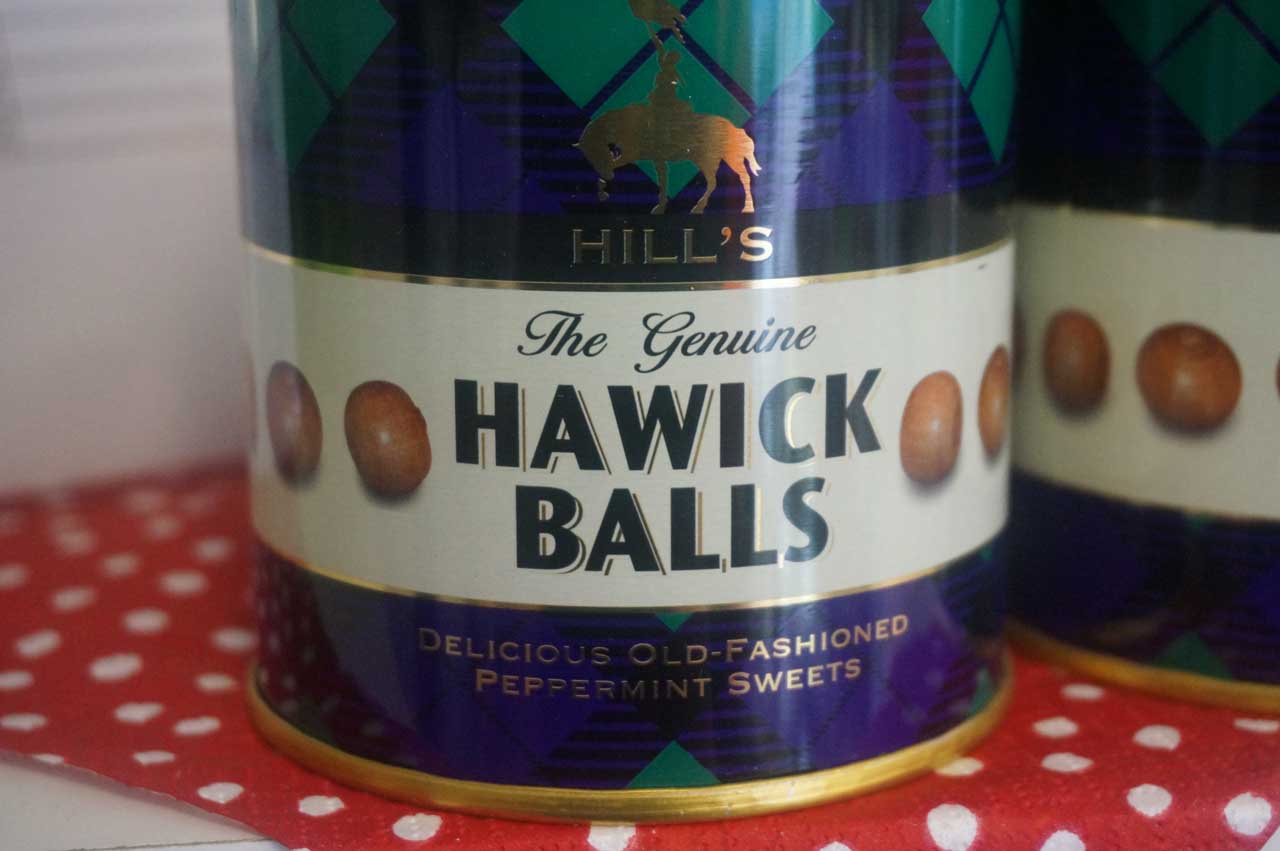 HILL'S
The Genuine
HAWICK
BALLS
DELICIOUS OLD-FASHIONED
PEPPERMINT SWEETS